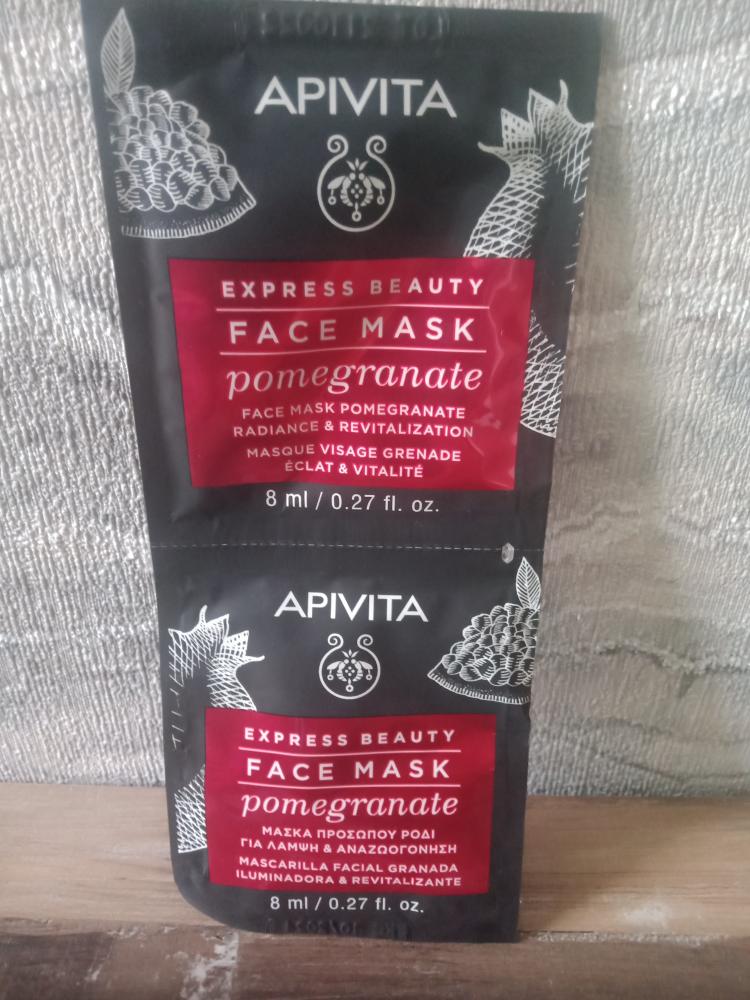 APIVITA
EXPRESS BEAUTY
FACE MASK
pomegranate
FACE MASK POMEGRANATE
RADIANCE & REVITALIZATION
MASQUE VISAGE GRENADE
ÉCLAT & VITALITÉ
8 ml / 0.27 fl. oz.
APIVITA
EXPRESS BEAUTY
FACE MASK
pomegranate
ΜΑΣΚΑ ΠΡΟΣΩΠΟΥ ΡΟΔΙ
ΓΙΑ ΛΑΜΨΗ & ΑΝΑΖΩΟΓΟΝΗΣΗ
MASCARILLA FACIAL GRANADA
ILUMINADORA & REVITALIZANTE
8 ml / 0.27 fl. oz.